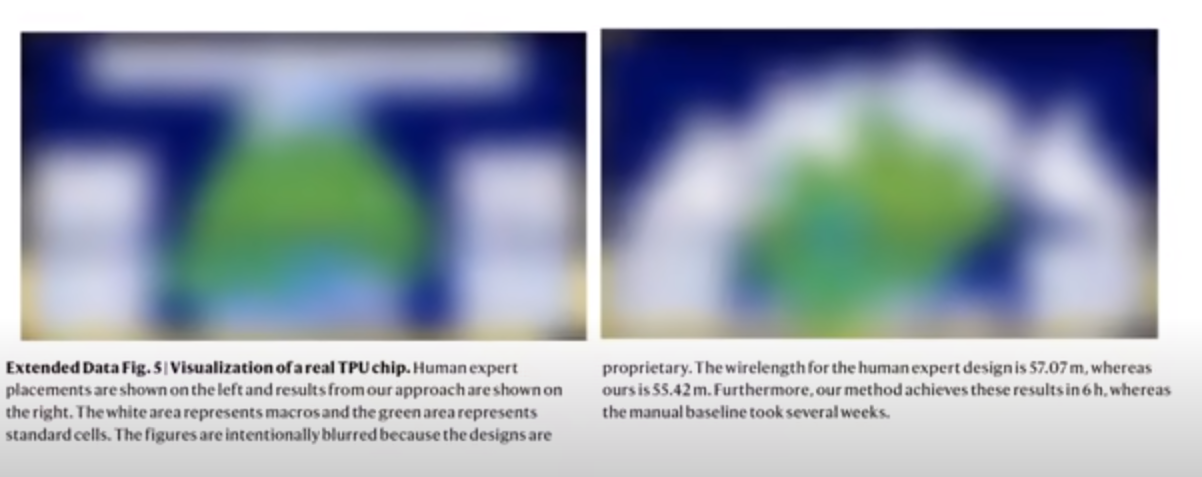 Extended Data Fig. 5 | Visualization of a real TPU chip. Human expert
placements are shown on the left and results from our approach are shown on
the right. The white area represents macros and the green area represents
standard cells. The figures are intentionally blurred because the designs are
proprietary. The wirelength for the human expert design is 57.07 m, whereas
ours is 55.42 m. Furthermore, our method achieves these results in 6 h, whereas
the manual baseline took several weeks.